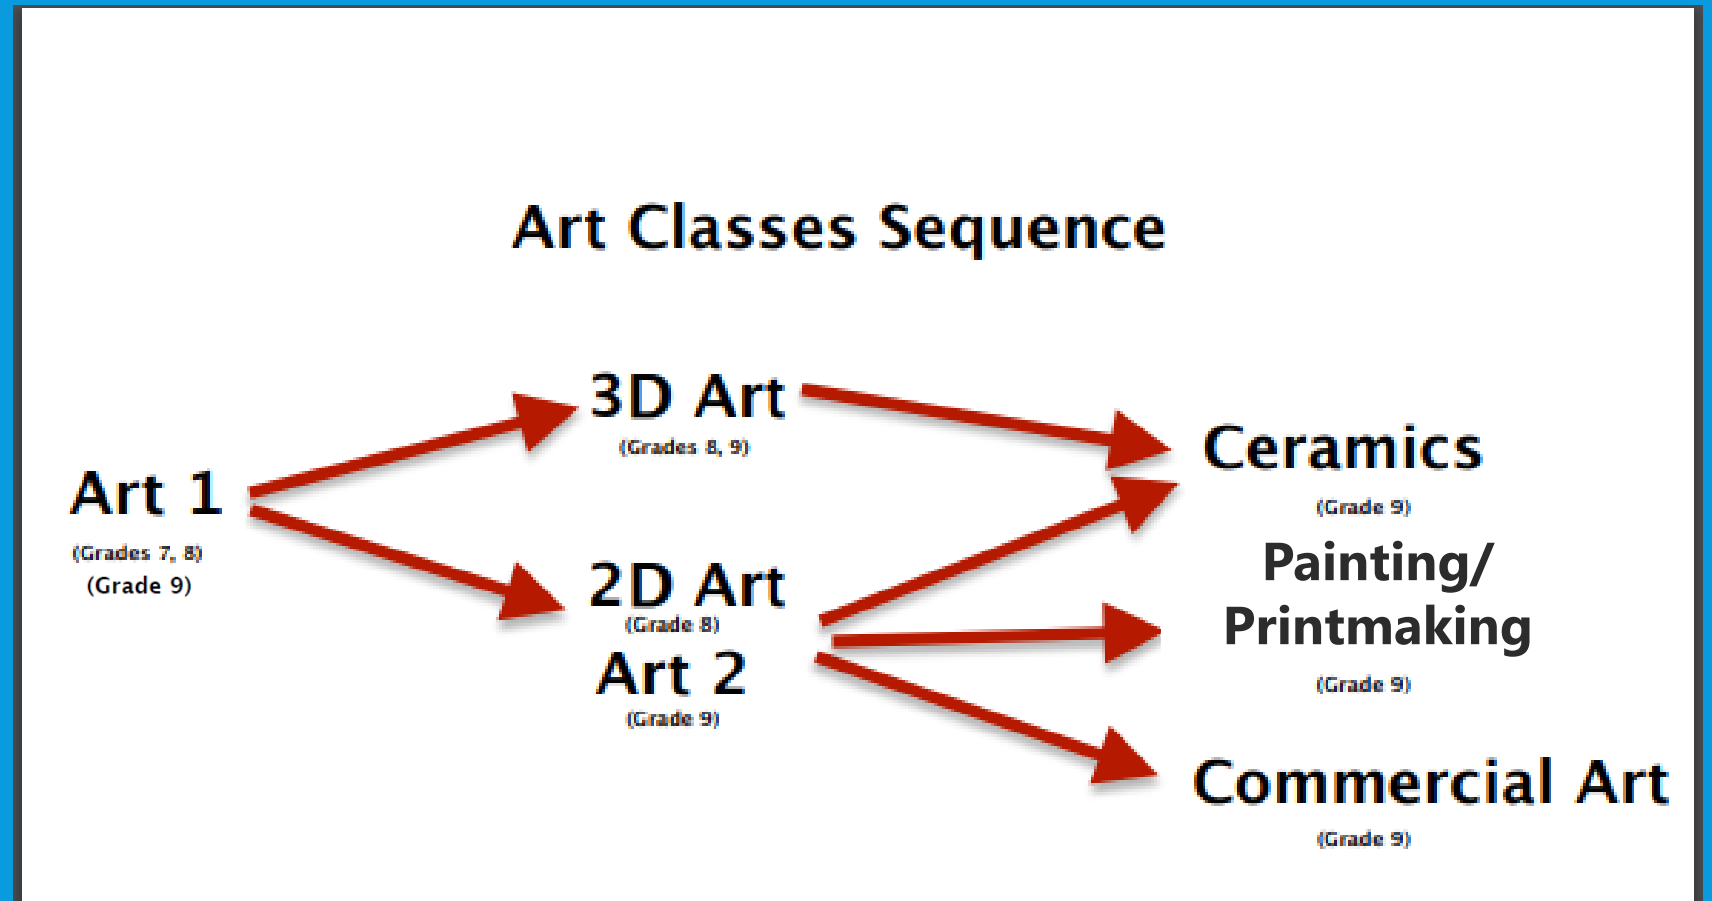 Art Classes Sequence
Art 1
(Grades 7, 8)
(Grade 9)
3D Art
(Grades 8, 9)
2D Art
(Grade 8)
Art 2
(Grade 9)
Ceramics
(Grade 9)
Painting/
Printmaking
(Grade 9)
Commercial Art
(Grade 9)